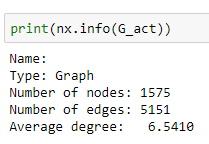 print(nx.info(G_act))
Name:
Type: Graph
Number of nodes: 1575
Number of edges: 5151
Average degree:   6.5410